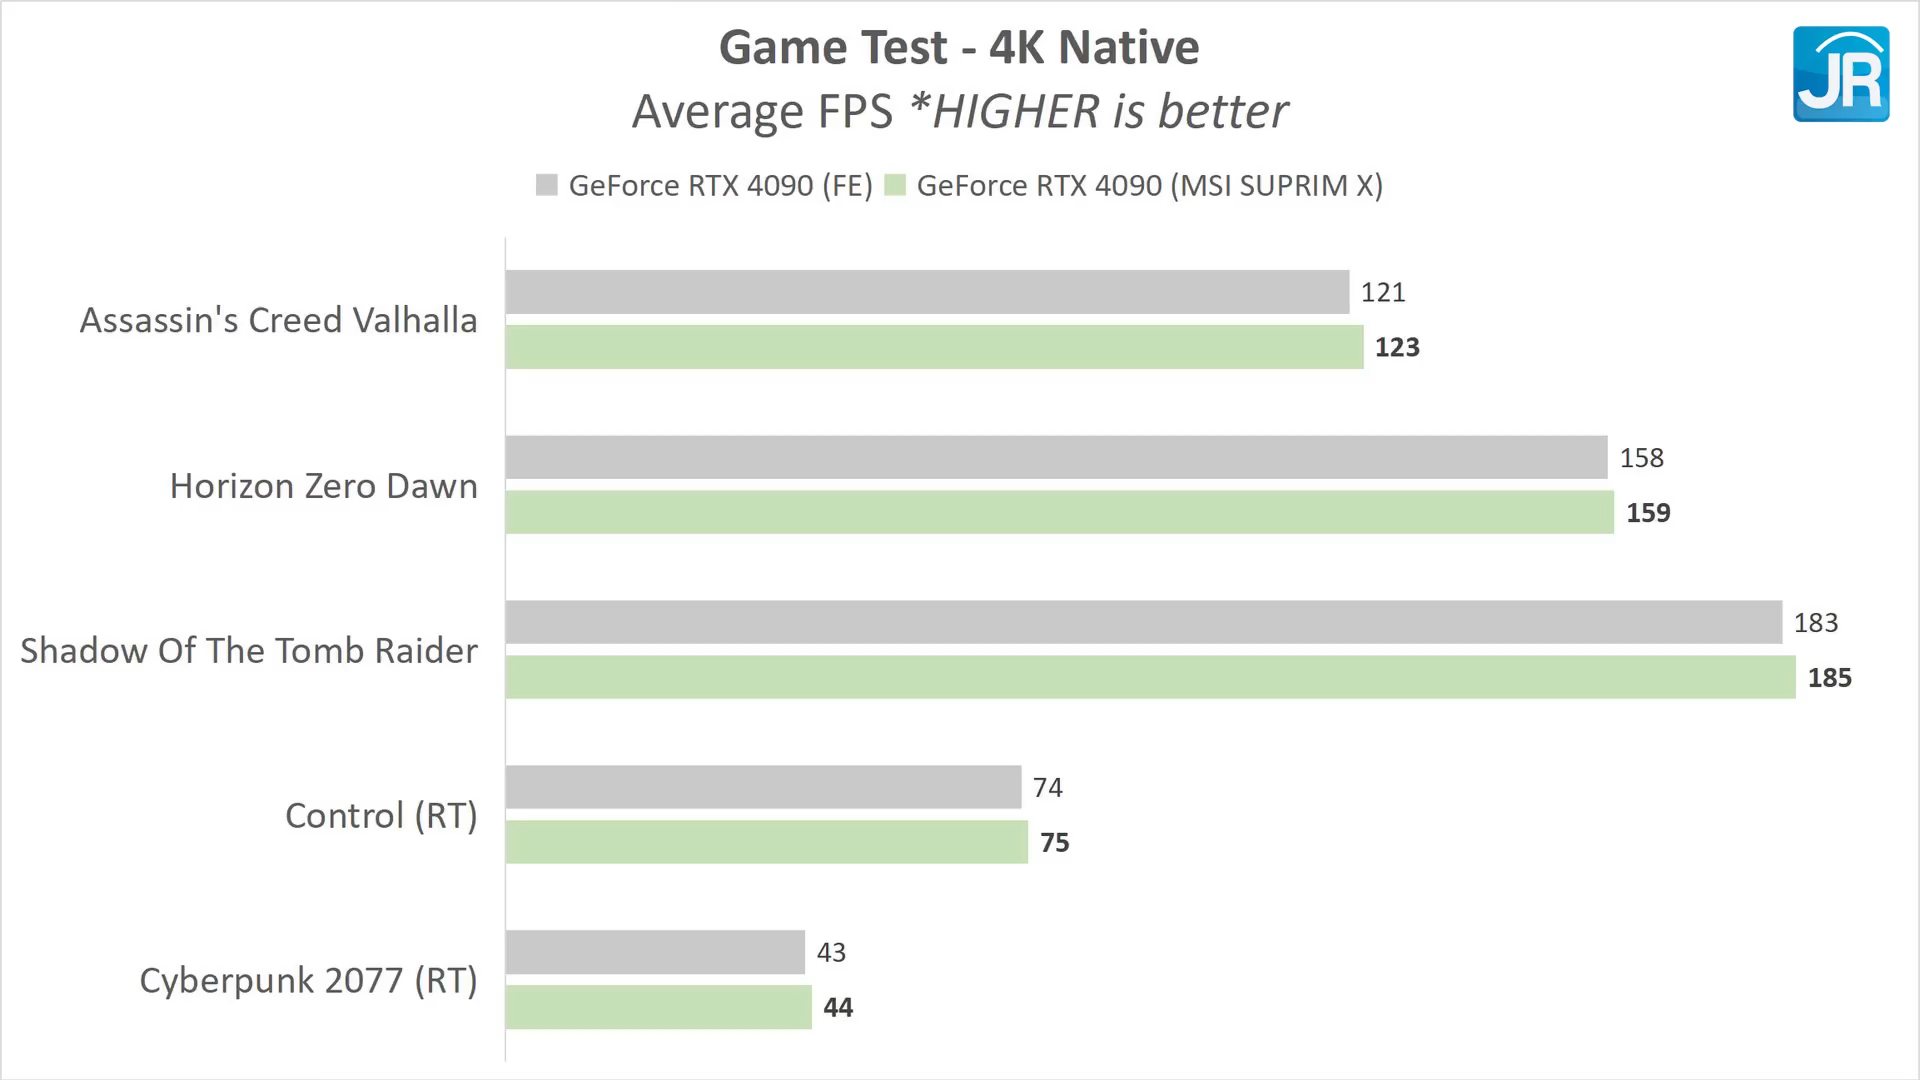 Game Test - 4K Native
JR
Average FPS *HIGHER is better
GeForce RTX 4090 (FE) GeForce RTX 4090 (MSI SUPRIM X)
Assassin's Creed Valhalla
121
123
Horizon Zero Dawn
158
159
Shadow Of The Tomb Raider
183
185
Control (RT)
74
75
Cyberpunk 2077 (RT)
43
44